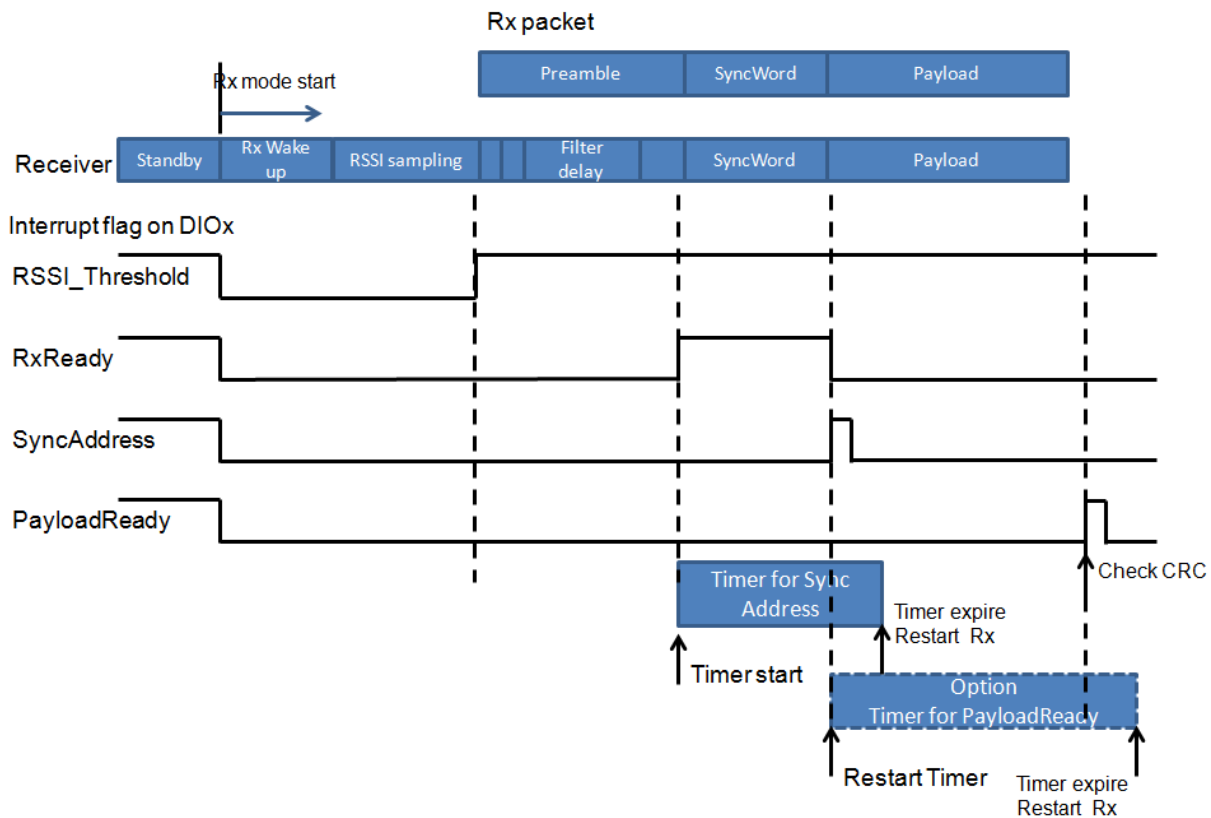 Rx packet
Preamble
SyncWord
Payload
Rx mode start
Receiver
Standby
Rx Wake
up
RSSI sampling
Filter
delay
SyncWord
Payload
Interrupt flag on DIOx
RSSI_Threshold
RxReady
SyncAddress
PayloadReady
Check CRC
Timer for Sync
Address
Timer expire
Restart Rx
Timer start
Option
Timer for PayloadReady
Restart Timer
Timer expire
Restart Rx